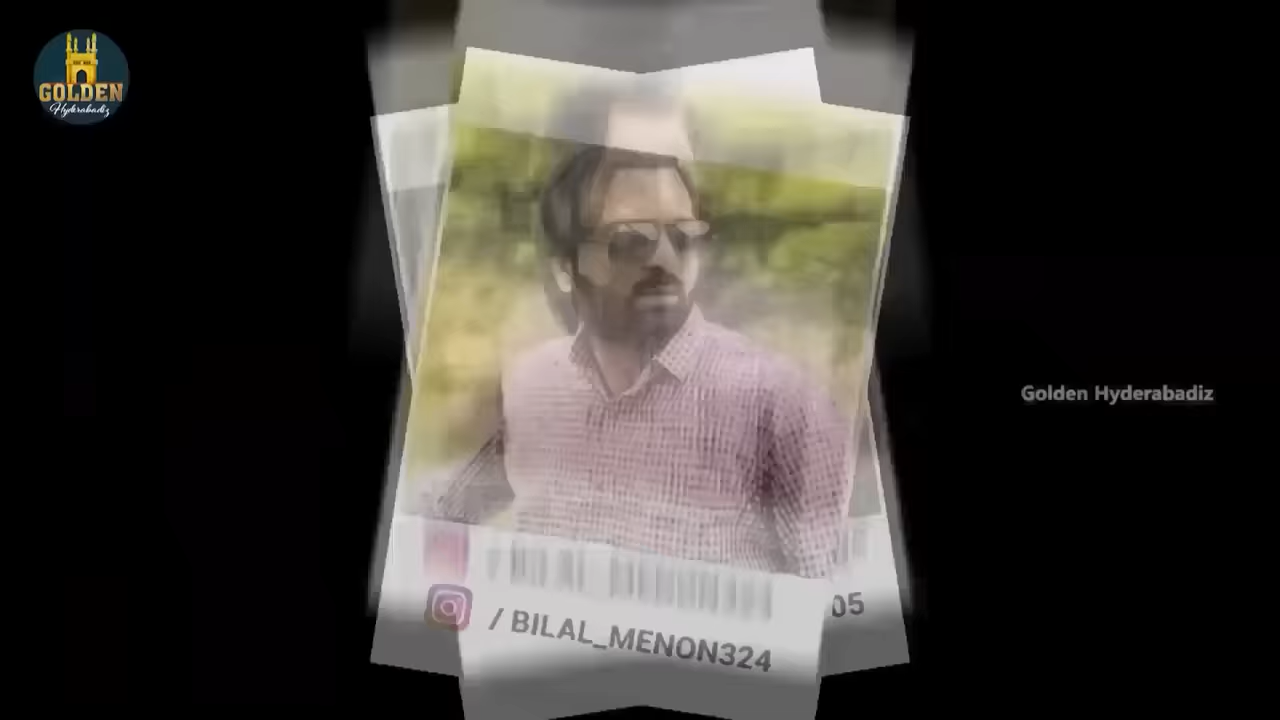 GOLDEN
Hyderabadiz
Golden Hyderabadiz
05
/ BILAL_MENON324